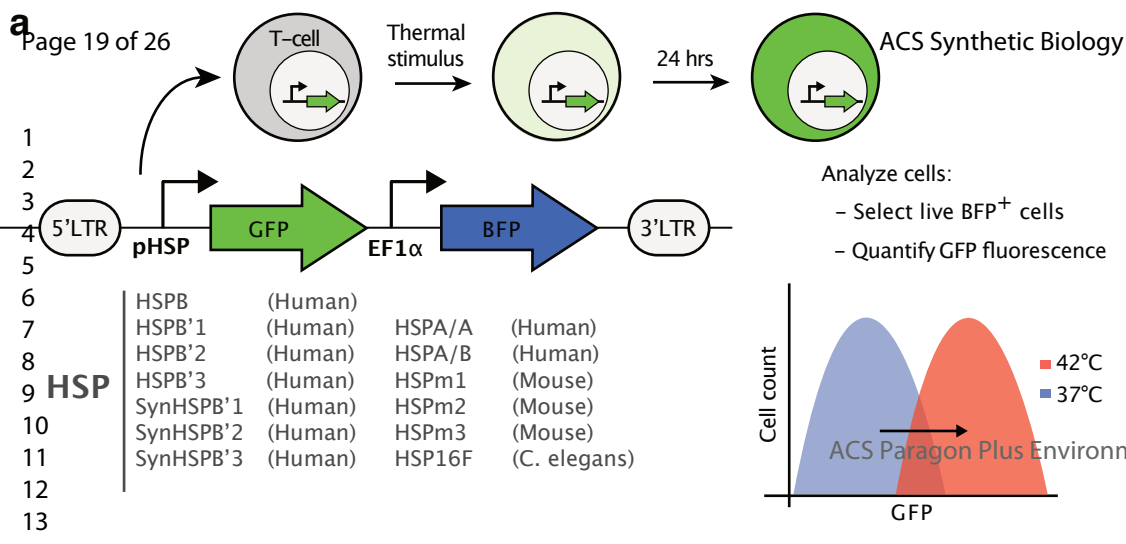 a
Page 19 of 26
T-cell
Thermal
stimulus
24 hrs
ACS Synthetic Biology
1
2
3
4
5
6
7
8
9
10
11
12
13
5'LTR
pHSP
GFP
EF1α
BFP
3'LTR
Analyze cells:
– Select live BFP+ cells
– Quantify GFP fluorescence
HSP
HSPB (Human)
HSPB'1 (Human) HSPA/A (Human)
HSPB'2 (Human) HSPA/B (Human)
HSPB'3 (Human) HSPm1 (Mouse)
SynHSPB'1 (Human) HSPm2 (Mouse)
SynHSPB'2 (Human) HSPm3 (Mouse)
SynHSPB'3 (Human) HSP16F (C. elegans)
Cell count
42°C
37°C
ACS Paragon Plus Environn
GFP